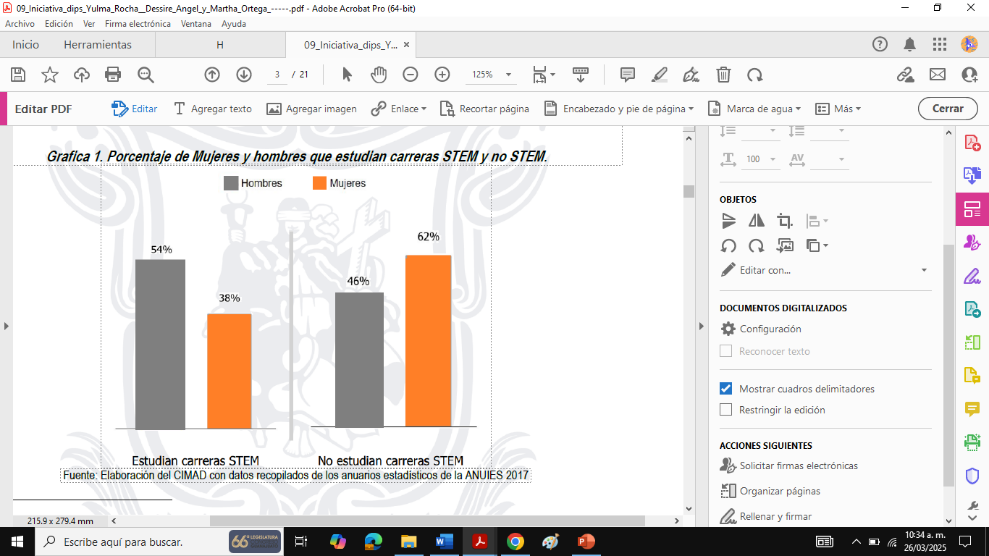 09_Iniciativa_dips_Yulma_Rocha__Dessire_Angel_y_Martha_Ortega_-----.pdf - Adobe Acrobat Pro (64-bit)
Archivo Edición Ver Firma electrónica Ventana Ayuda
Inicio Herramientas H 09_Iniciativa_dips_Y... ×
3 / 21 125%
Editar PDF Editar Agregar texto Agregar imagen Enlace Recortar página Encabezado y pie de página Marca de agua Más Cerrar
Grafica 1. Porcentaje de Mujeres y hombres que estudian carreras STEM y no STEM.
Hombres Mujeres
54%
38%
46%
62%
Estudian carreras STEM No estudian carreras STEM
Fuente: Elaboración del CIMAD con datos recopilados de los anuarios estadísticos de la ANUIES 2017
215.9 x 279.4 mm
100 AV
OBJETOS
Editar con...
DOCUMENTOS DIGITALIZADOS
Configuración
Reconocer texto
Mostrar cuadros delimitadores
Restringir la edición
ACCIONES SIGUIENTES
Solicitar firmas electrónicas
Organizar páginas
Rellenar y firmar
Escribe aquí para buscar.
66 LEGISLATURA
10:34 a. m.
26/03/2025